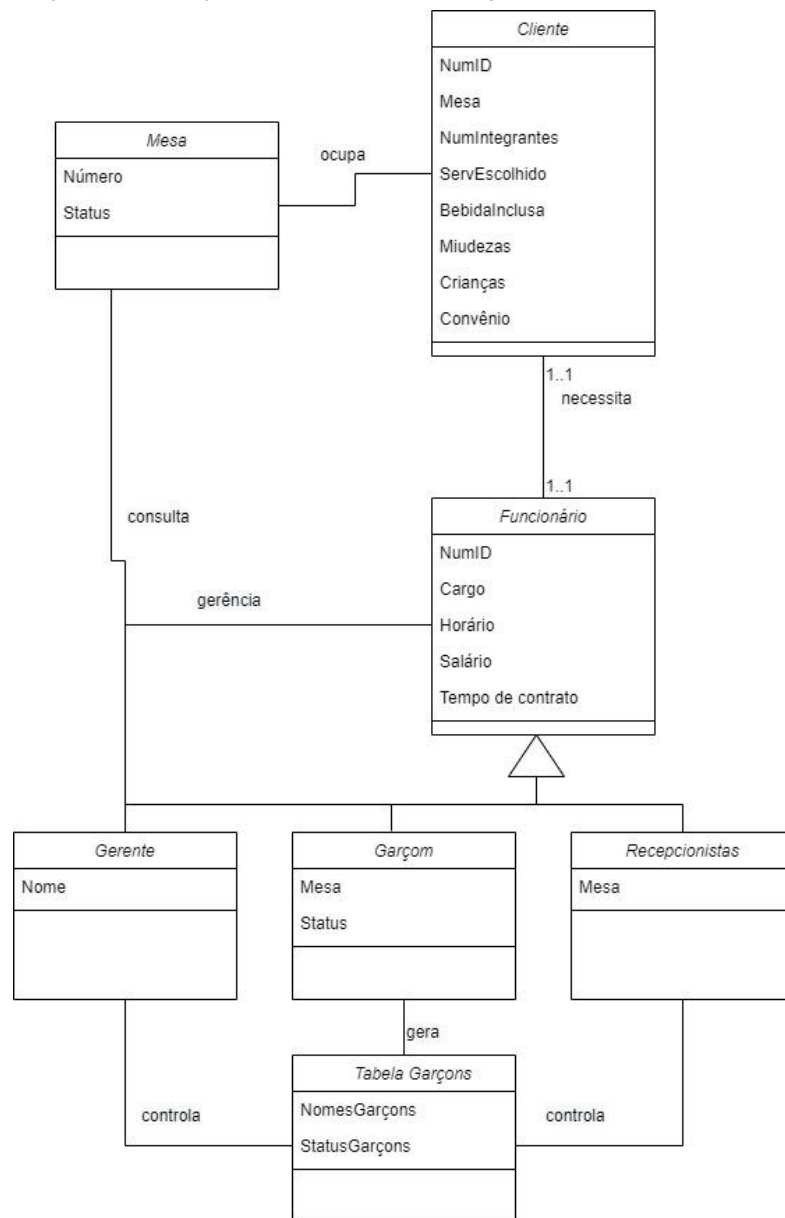 Cliente
NumID
Mesa
NumIntegrantes
ServEscolhido
BebidaInclusa
Miudezas
Crianças
Convênio
Mesa
Número
Status
ocupa
1..1
necessita
1..1
consulta
gerência
Funcionário
NumID
Cargo
Horário
Salário
Tempo de contrato
Gerente
Nome
Garçom
Mesa
Status
Recepcionistas
Mesa
gera
Tabela Garçons
NomesGarçons
StatusGarçons
controla
controla